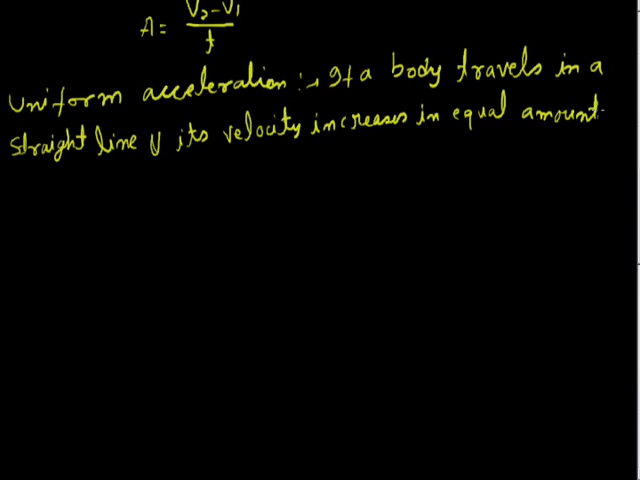 A = V₂ - V₁ / t
Uniform acceleration :→ If a body travels in a
straight line & its velocity increases in equal amount.